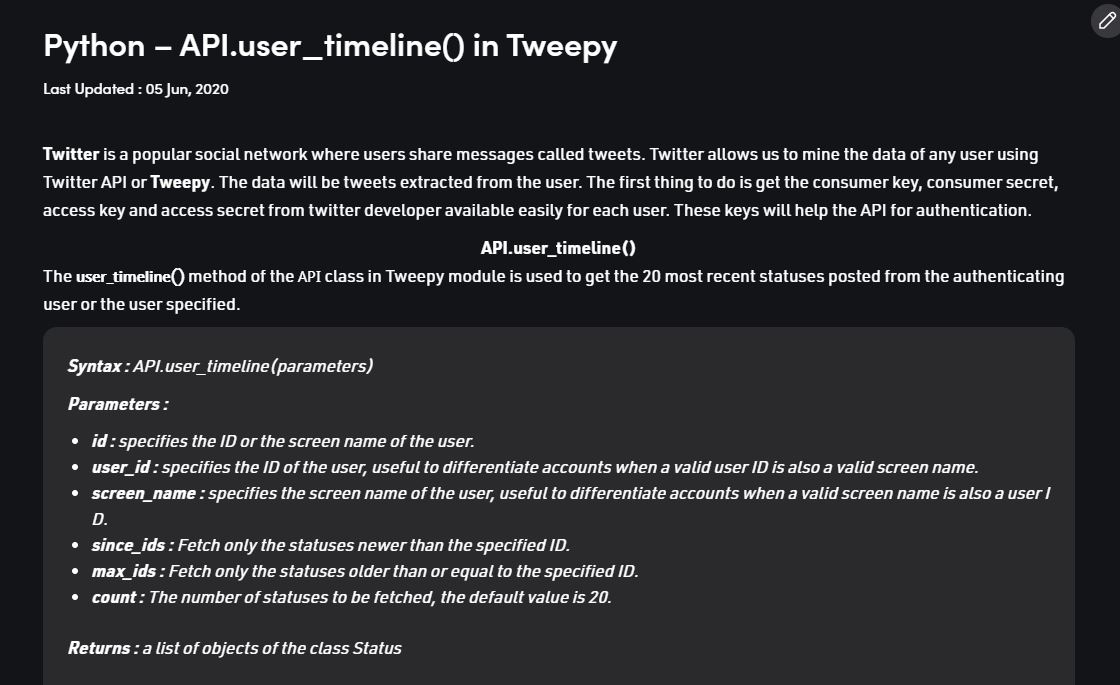 Python – API.user_timeline() in Tweepy
Last Updated : 05 Jun, 2020
Twitter is a popular social network where users share messages called tweets. Twitter allows us to mine the data of any user using
Twitter API or Tweepy. The data will be tweets extracted from the user. The first thing to do is get the consumer key, consumer secret,
access key and access secret from twitter developer available easily for each user. These keys will help the API for authentication.
API.user_timeline()
The user_timeline() method of the API class in Tweepy module is used to get the 20 most recent statuses posted from the authenticating
user or the user specified.
Syntax : API.user_timeline(parameters)
Parameters :
• id : specifies the ID or the screen name of the user.
• user_id : specifies the ID of the user, useful to differentiate accounts when a valid user ID is also a valid screen name.
• screen_name : specifies the screen name of the user, useful to differentiate accounts when a valid screen name is also a user I
D.
• since_ids : Fetch only the statuses newer than the specified ID.
• max_ids : Fetch only the statuses older than or equal to the specified ID.
• count : The number of statuses to be fetched, the default value is 20.
Returns : a list of objects of the class Status